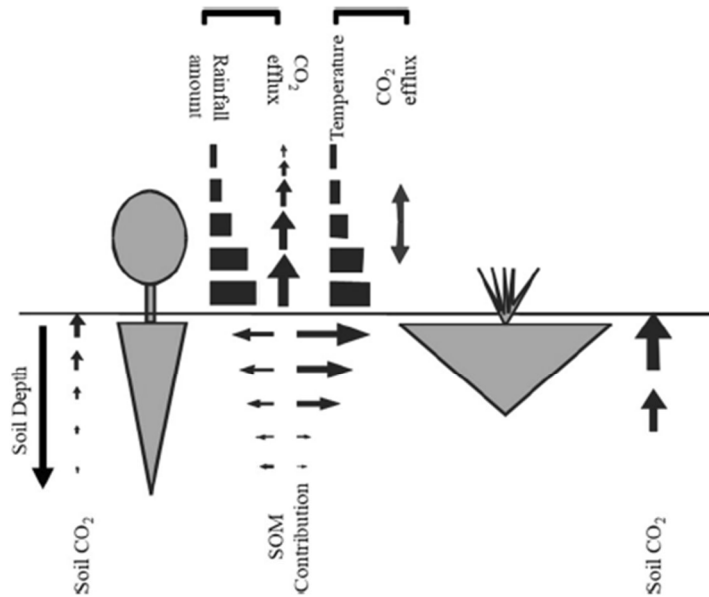 Rainfall
amount
CO2
efflux
Temperature
CO2
efflux
Soil Depth
Soil CO2
SOM
Contribution
Soil CO2